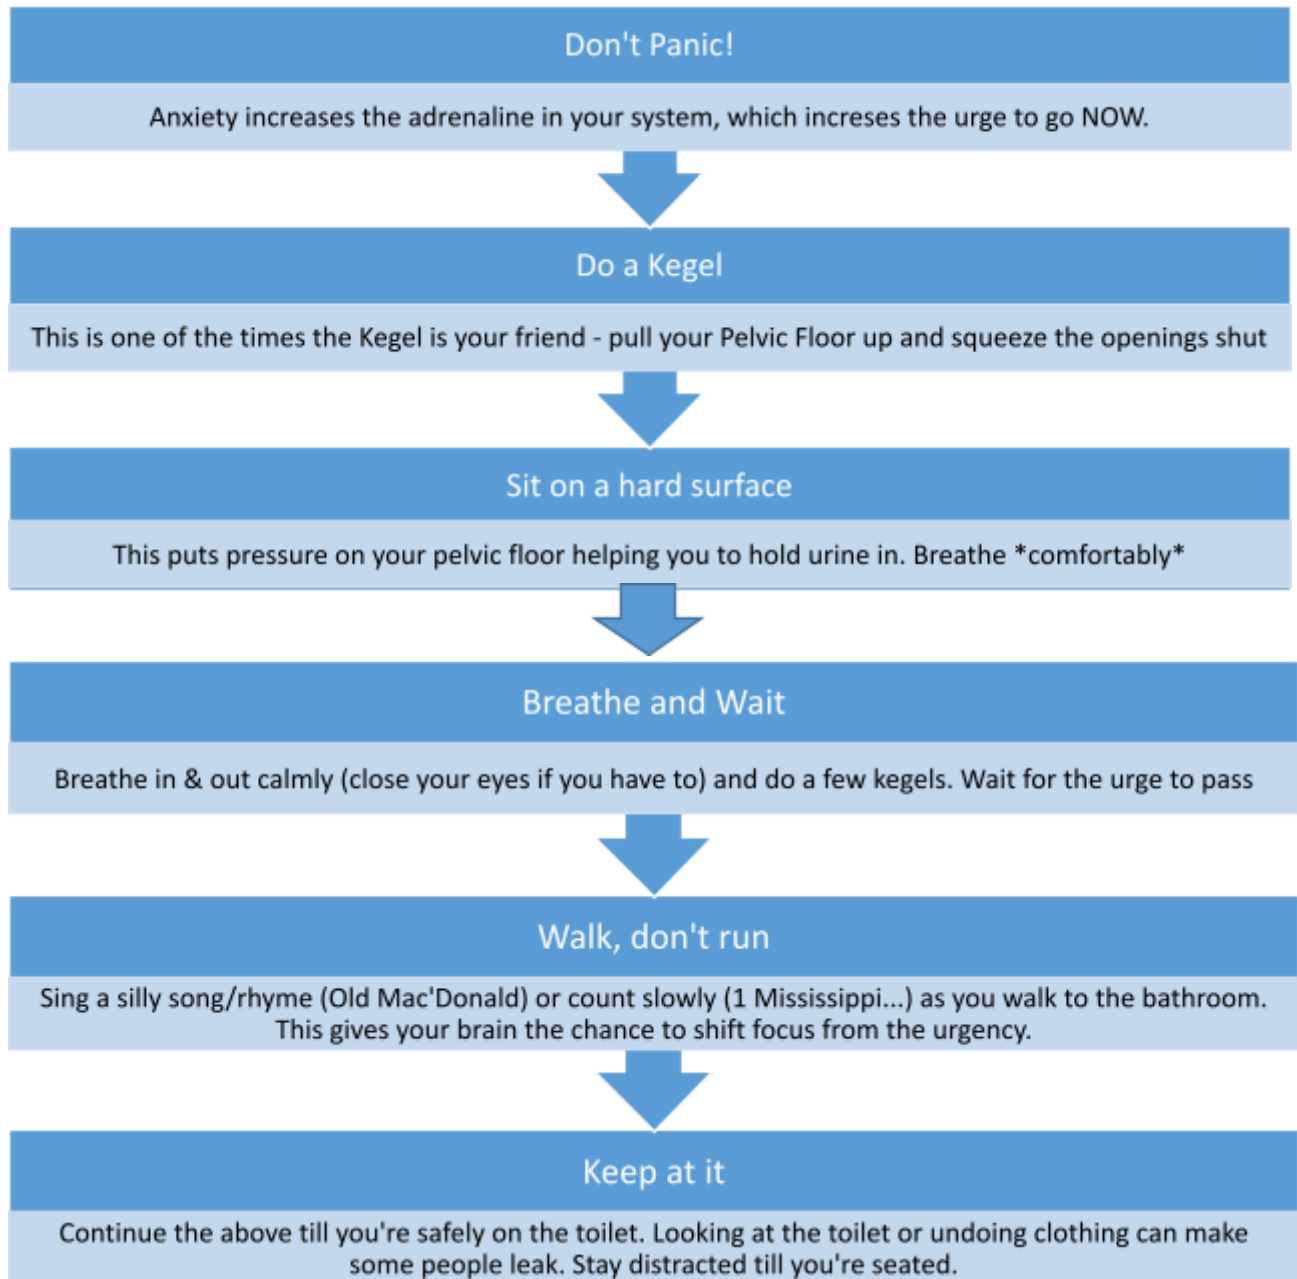 Don't Panic!
Anxiety increases the adrenaline in your system, which increses the urge to go NOW.
Do a Kegel
This is one of the times the Kegel is your friend - pull your Pelvic Floor up and squeeze the openings shut
Sit on a hard surface
This puts pressure on your pelvic floor helping you to hold urine in. Breathe *comfortably*
Breathe and Wait
Breathe in & out calmly (close your eyes if you have to) and do a few kegels. Wait for the urge to pass
Walk, don't run
Sing a silly song/rhyme (Old Mac'Donald) or count slowly (1 Mississippi...) as you walk to the bathroom.
This gives your brain the chance to shift focus from the urgency.
Keep at it
Continue the above till you're safely on the toilet. Looking at the toilet or undoing clothing can make
some people leak. Stay distracted till you're seated.